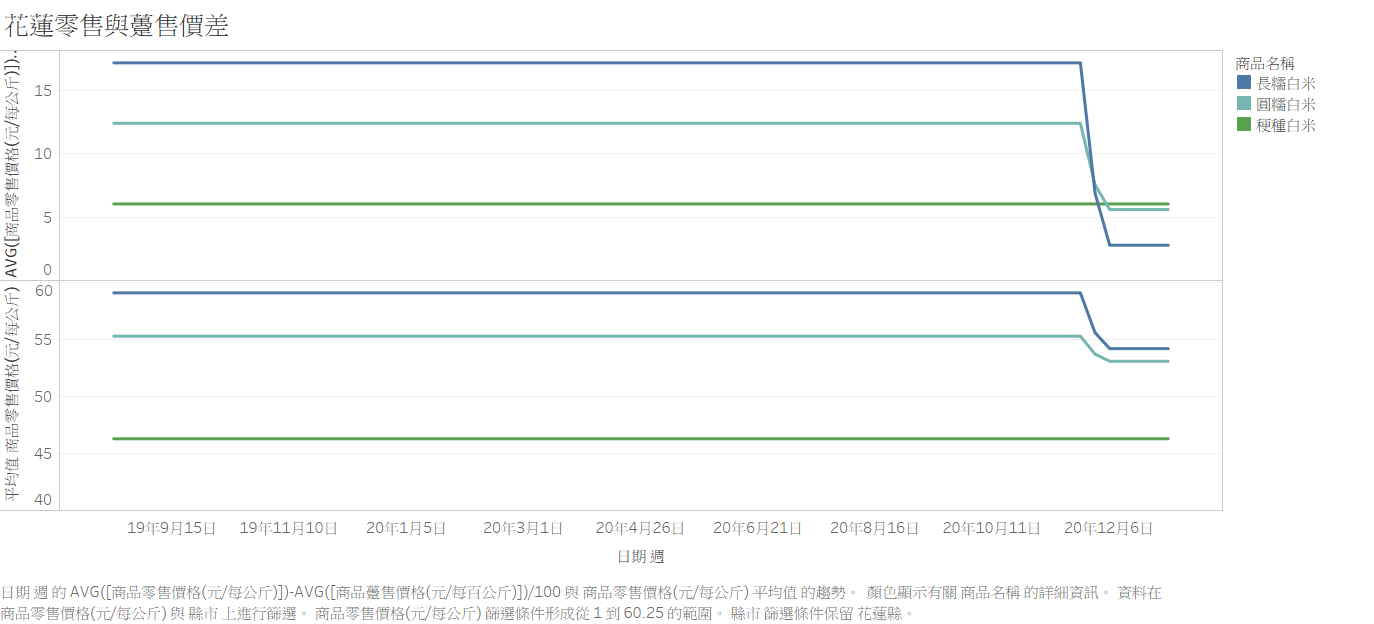 花蓮零售與躉售價差
AVG([商品零售價格(元/每公斤)])..
15
10
5
0
平均值 商品零售價格(元/每公斤)
60
55
50
45
40
19年9月15日 19年11月10日 20年1月5日 20年3月1日 20年4月26日 20年6月21日 20年8月16日 20年10月11日 20年12月6日
日期 週
商品名稱
長糯白米
圓糯白米
稉種白米
日期 週 的 AVG([商品零售價格(元/每公斤)])-AVG([商品躉售價格(元/每百公斤)])/100 與 商品零售價格(元/每公斤) 平均值 的趨勢。 顏色顯示有關 商品名稱 的詳細資訊。 資料在
商品零售價格(元/每公斤) 與 縣市 上進行篩選。 商品零售價格(元/每公斤) 篩選條件形成從 1 到 60.25 的範圍。 縣市 篩選條件保留 花蓮縣。